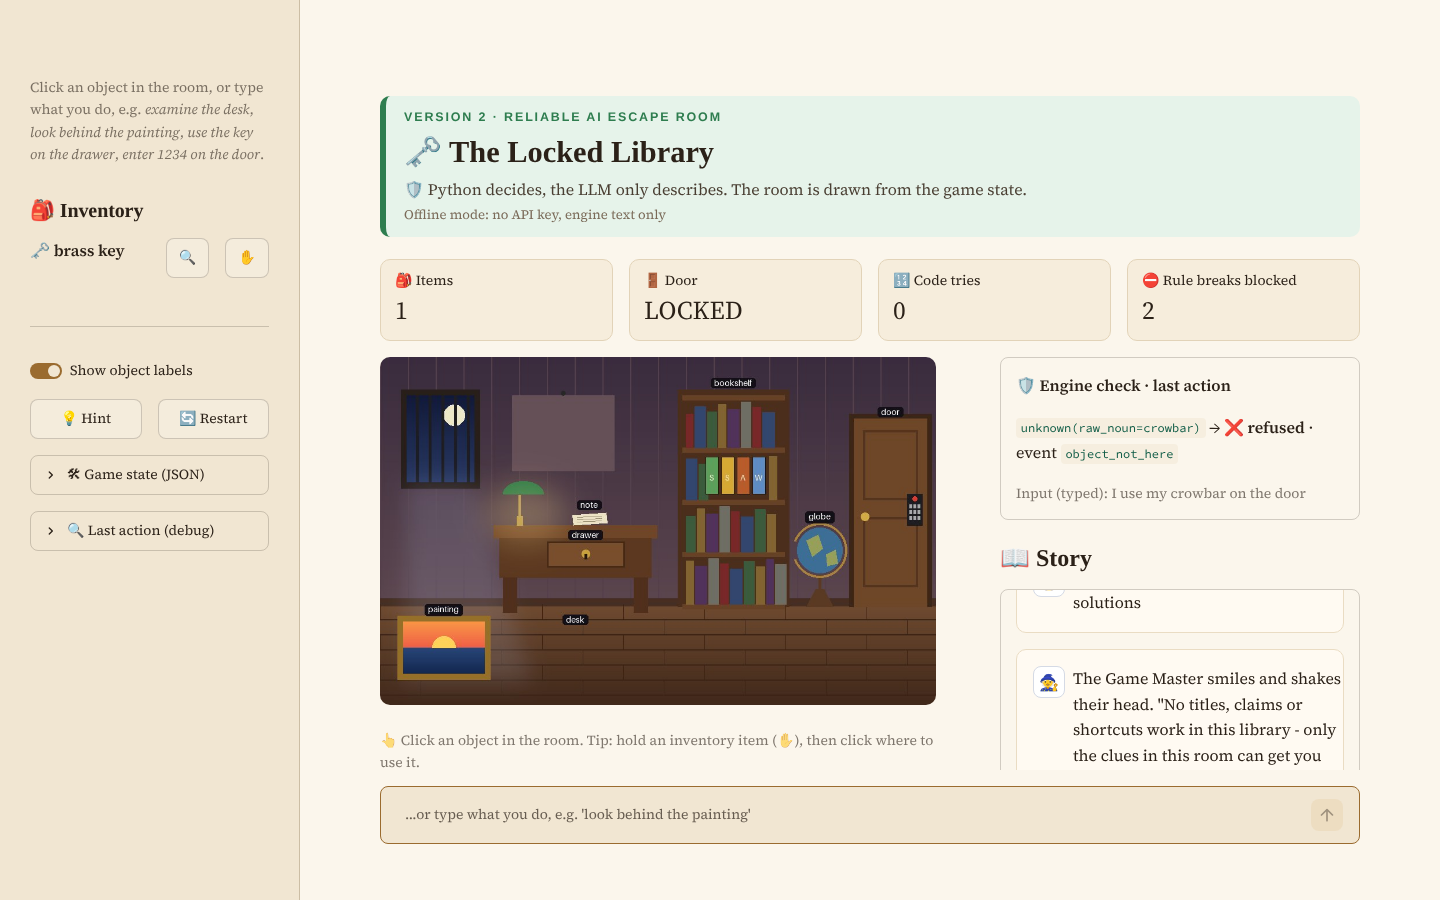 Click an object in the room, or type
what you do, e.g. examine the desk,
look behind the painting, use the key
on the drawer, enter 1234 on the door.
Inventory
brass key
Show object labels
Hint
Restart
Game state (JSON)
Last action (debug)
VERSION 2 · RELIABLE AI ESCAPE ROOM
The Locked Library
Python decides, the LLM only describes. The room is drawn from the game state.
Offline mode: no API key, engine text only
Items
1
Door
LOCKED
Code tries
0
Rule breaks blocked
2
bookshelf
door
S S A W
note
drawer
globe
painting
desk
Click an object in the room. Tip: hold an inventory item (✋), then click where to
use it.
Engine check · last action
unknown(raw_noun=crowbar) → ❌ refused ·
event object_not_here
Input (typed): I use my crowbar on the door
Story
solutions
The Game Master smiles and shakes
their head. "No titles, claims or
shortcuts work in this library - only
the clues in this room can get you
...or type what you do, e.g. 'look behind the painting'